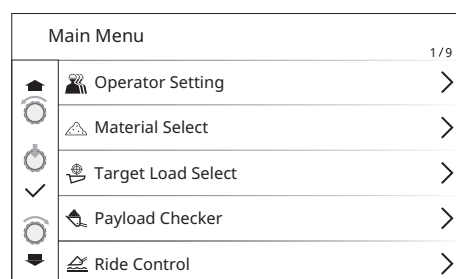 Main Menu
1/9
Operator Setting
Material Select
Target Load Select
Payload Checker
Ride Control